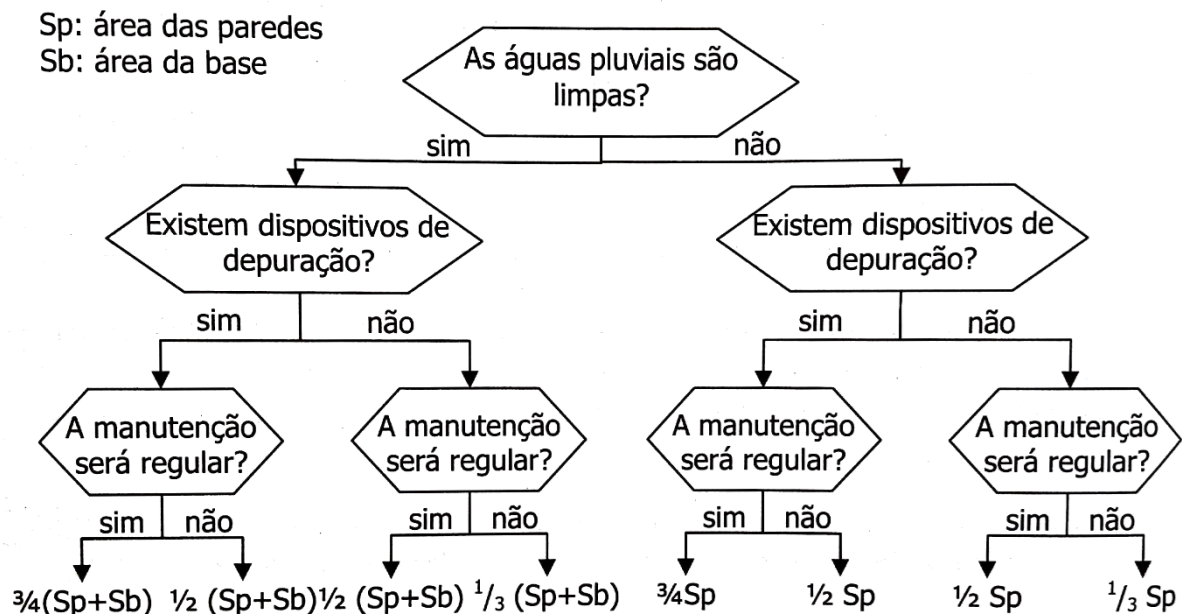 Sp: área das paredes
Sb: área da base
As águas pluviais são
limpas?
sim
não
Existem dispositivos de
depuração?
Existem dispositivos de
depuração?
sim
não
sim
não
A manutenção
será regular?
A manutenção
será regular?
A manutenção
será regular?
A manutenção
será regular?
sim
não
sim
não
sim
não
sim
não
¾(Sp+Sb)
½ (Sp+Sb)
½ (Sp+Sb)
1/3 (Sp+Sb)
¾Sp
½ Sp
½ Sp
1/3 Sp